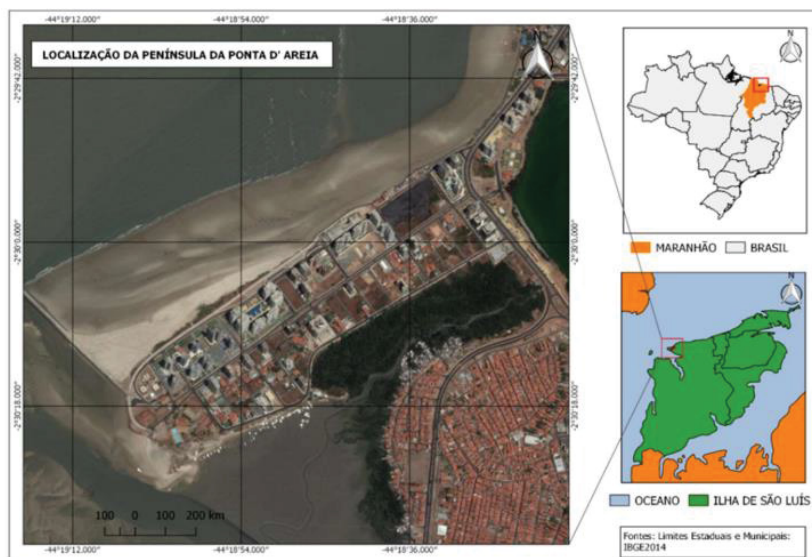 -44°19'12.000" -44°18'54.000" -44°18'36.000"
LOCALIZAÇÃO DA PENÍNSULA DA PONTA D' AREIA
N
-2°29'42.000"
-2°29'42.000"
-2°30'0.000"
-2°30'0.000"
-2°30'18.000"
-2°30'18.000"
100 0 100 200 km
-44°19'12.000" -44°18'54.000" -44°18'36.000"
N
MARANHÃO BRASIL
N
OCEANO ILHA DE SÃO LUÍS
Fontes: Limites Estaduais e Municipais:
IBGE2014